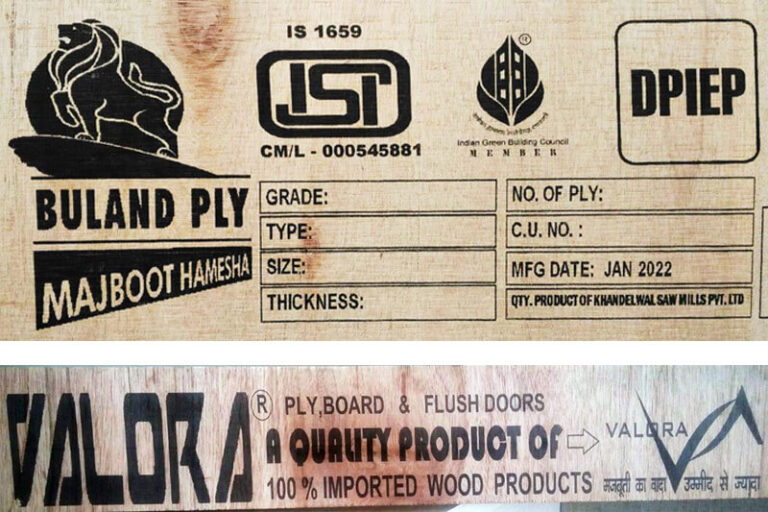 IS 1659
ISI
CM/L - 000545881
®
Indian Green Building Council
MEMBER
DPIEP
BULAND PLY
MAJBOOT HAMESHA
GRADE:
TYPE:
SIZE:
THICKNESS:
NO. OF PLY:
C.U. NO. :
MFG DATE: JAN 2022
QTY. PRODUCT OF KHANDELWAL SAW MILLS PVT. LTD
VALORA®
PLY,BOARD & FLUSH DOORS
A QUALITY PRODUCT OF
100 % IMPORTED WOOD PRODUCTS
VALORA
मजबूती का वादा उम्मीद से ज्यादा